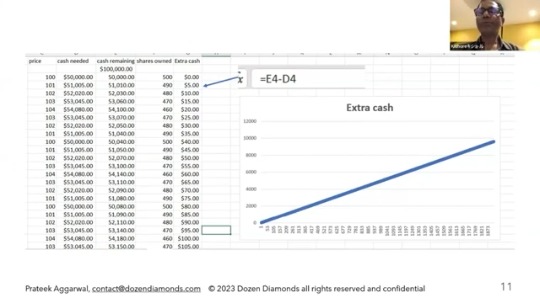 price cash needed cash remaining shares owned Extra cash
$100,000.00
100 $50,000.00 50,000.00 500 $0.00
101 $51,005.00 51,010.00 490 $5.00
102 $52,020.00 52,030.00 480 $10.00
103 $53,045.00 53,060.00 470 $15.00
104 $54,080.00 54,100.00 460 $20.00
103 $53,045.00 53,070.00 470 $25.00
102 $52,020.00 52,050.00 480 $30.00
101 $51,005.00 51,040.00 490 $35.00
100 $50,000.00 50,040.00 500 $40.00
101 $51,005.00 51,050.00 490 $45.00
102 $52,020.00 52,070.00 480 $50.00
103 $53,045.00 53,100.00 470 $55.00
104 $54,080.00 54,140.00 460 $60.00
103 $53,045.00 53,110.00 470 $65.00
102 $52,020.00 52,090.00 480 $70.00
101 $51,005.00 51,080.00 490 $75.00
100 $50,000.00 50,080.00 500 $80.00
101 $51,005.00 51,090.00 490 $85.00
102 $52,020.00 52,110.00 480 $90.00
103 $53,045.00 53,140.00 470 $95.00
104 $54,080.00 54,180.00 460 $100.00
103 $53,045.00 53,150.00 470 $105.00
=E4-D4
Extra cash
12000
10000
8000
6000
4000
2000
0
Prateek Aggarwal, contact@dozendiamonds.com © 2023 Dozen Diamonds all rights reserved and confidential
11